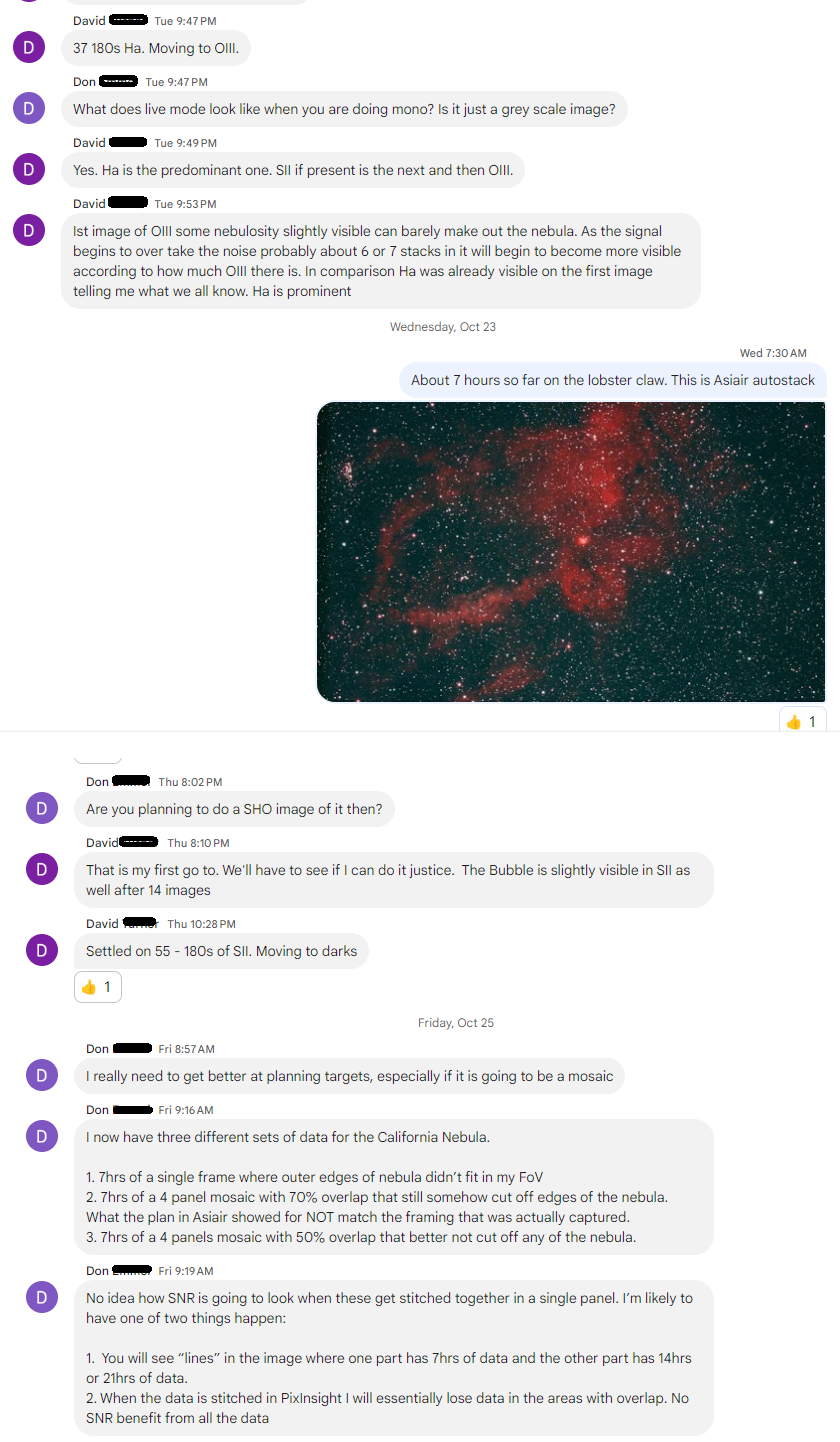 David Tue 9:47 PM
D
37 180s Ha. Moving to OIII.
Don Tue 9:47 PM
D
What does live mode look like when you are doing mono? Is it just a grey scale image?
David Tue 9:49 PM
D
Yes. Ha is the predominant one. SII if present is the next and then OIII.
David Tue 9:53 PM
D
Ist image of OIII some nebulosity slightly visible can barely make out the nebula. As the signal
begins to over take the noise probably about 6 or 7 stacks in it will begin to become more visible
according to how much OIII there is. In comparison Ha was already visible on the first image
telling me what we all know. Ha is prominent
Wednesday, Oct 23
Wed 7:30 AM
About 7 hours so far on the lobster claw. This is Asiair autostack
👍 1
Don Thu 8:02 PM
D
Are you planning to do a SHO image of it then?
David Thu 8:10 PM
D
That is my first go to. We'll have to see if I can do it justice.  The Bubble is slightly visible in SII as
well after 14 images
David Thu 10:28 PM
D
Settled on 55 - 180s of SII. Moving to darks
👍 1
Friday, Oct 25
Don Fri 8:57 AM
D
I really need to get better at planning targets, especially if it is going to be a mosaic
Don Fri 9:16 AM
D
I now have three different sets of data for the California Nebula.
1. 7hrs of a single frame where outer edges of nebula didn't fit in my FoV
2. 7hrs of a 4 panel mosaic with 70% overlap that still somehow cut off edges of the nebula.
What the plan in Asiair showed for NOT match the framing that was actually captured.
3. 7hrs of a 4 panels mosaic with 50% overlap that better not cut off any of the nebula.
Don Fri 9:19 AM
D
No idea how SNR is going to look when these get stitched together in a single panel. I'm likely to
have one of two things happen:
1.  You will see “lines” in the image where one part has 7hrs of data and the other part has 14hrs
or 21hrs of data.
2. When the data is stitched in PixInsight I will essentially lose data in the areas with overlap. No
SNR benefit from all the data